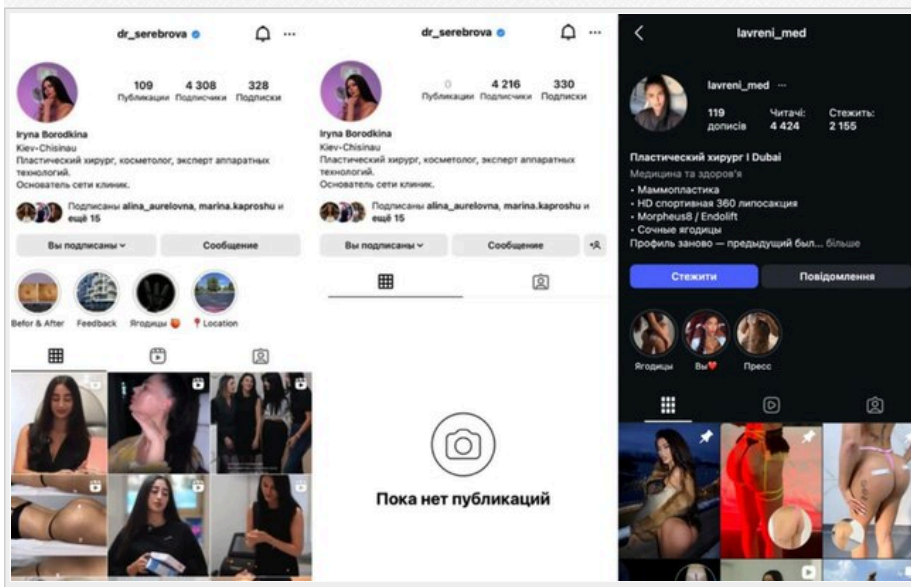 dr_serebrova
109 4 308 328
Публикации Подписчики Подписки
Iryna Borodkina
Kiev-Chisinau
Пластический хирург, косметолог, эксперт аппаратных
технологий.
Основатель сети клиник.
Подписаны alina_aurelovna, marina.kaproshu и
ещё 15
Вы подписаны
Сообщение
Befor & After
Feedback
Ягодицы
Location
dr_serebrova
0 4 216 330
Публикации Подписчики Подписки
Iryna Borodkina
Kiev-Chisinau
Пластический хирург, косметолог, эксперт аппаратных
технологий.
Основатель сети клиник.
Подписаны alina_aurelovna, marina.kaproshu и
ещё 15
Вы подписаны
Сообщение
Пока нет публикаций
lavreni_med
lavreni_med
119 Читачі: Стежить:
дописів 4 424 2 155
Пластический хирург I Dubai
Медицина та здоров'я
• Маммопластика
• HD спортивная 360 липосакция
• Morpheus8 / Endolift
• Сочные ягодицы
Профиль заново — предыдущий был... більше
Стежити
Повідомлення
Ягодицы
Вы❤️
Пресс